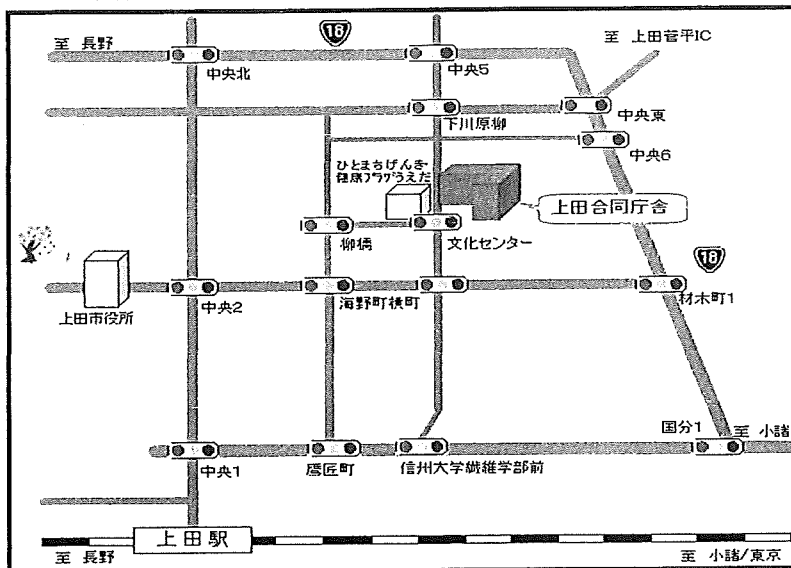 至 長野
18
至 上田菅平IC
中央北
中央5
下川原柳
中央東
中央6
ひとまちげんき・
健康プラザうえだ
上田合同庁舎
柳橋
文化センター
18
上田市役所
中央2
海野町横町
材木町1
国分1
至 小諸
中央1
鷹匠町
信州大学繊維学部前
上田駅
至 長野
至 小諸/東京